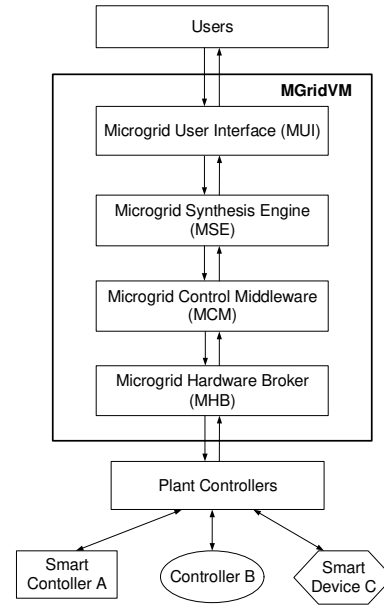 Users
MGridVM
Microgrid User Interface (MUI)
Microgrid Synthesis Engine
(MSE)
Microgrid Control Middleware
(MCM)
Microgrid Hardware Broker
(MHB)
Plant Controllers
Smart
Contoller A
Controller B
Smart
Device C